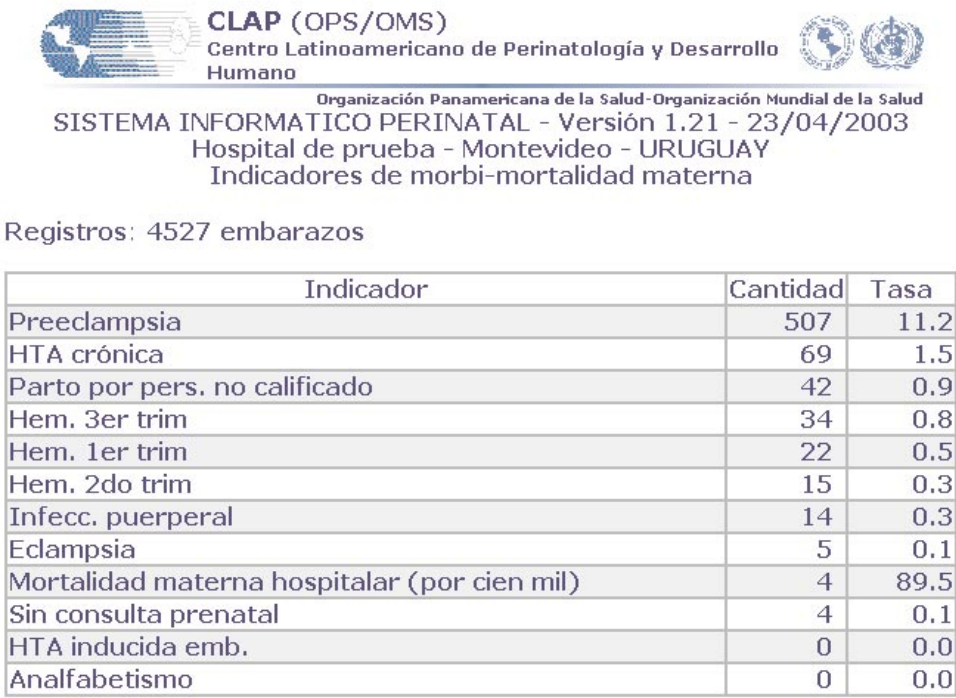 CLAP (OPS/OMS)
Centro Latinoamericano de Perinatología y Desarrollo
Humano
Organización Panamericana de la Salud-Organización Mundial de la Salud
SISTEMA INFORMATICO PERINATAL - Versión 1.21 - 23/04/2003
Hospital de prueba - Montevideo - URUGUAY
Indicadores de morbi-mortalidad materna
Registros: 4527 embarazos
Indicador Cantidad Tasa
Preeclampsia 507 11.2
HTA crónica 69 1.5
Parto por pers. no calificado 42 0.9
Hem. 3er trim 34 0.8
Hem. 1er trim 22 0.5
Hem. 2do trim 15 0.3
Infecc. puerperal 14 0.3
Eclampsia 5 0.1
Mortalidad materna hospitalar (por cien mil) 4 89.5
Sin consulta prenatal 4 0.1
HTA inducida emb. 0 0.0
Analfabetismo 0 0.0